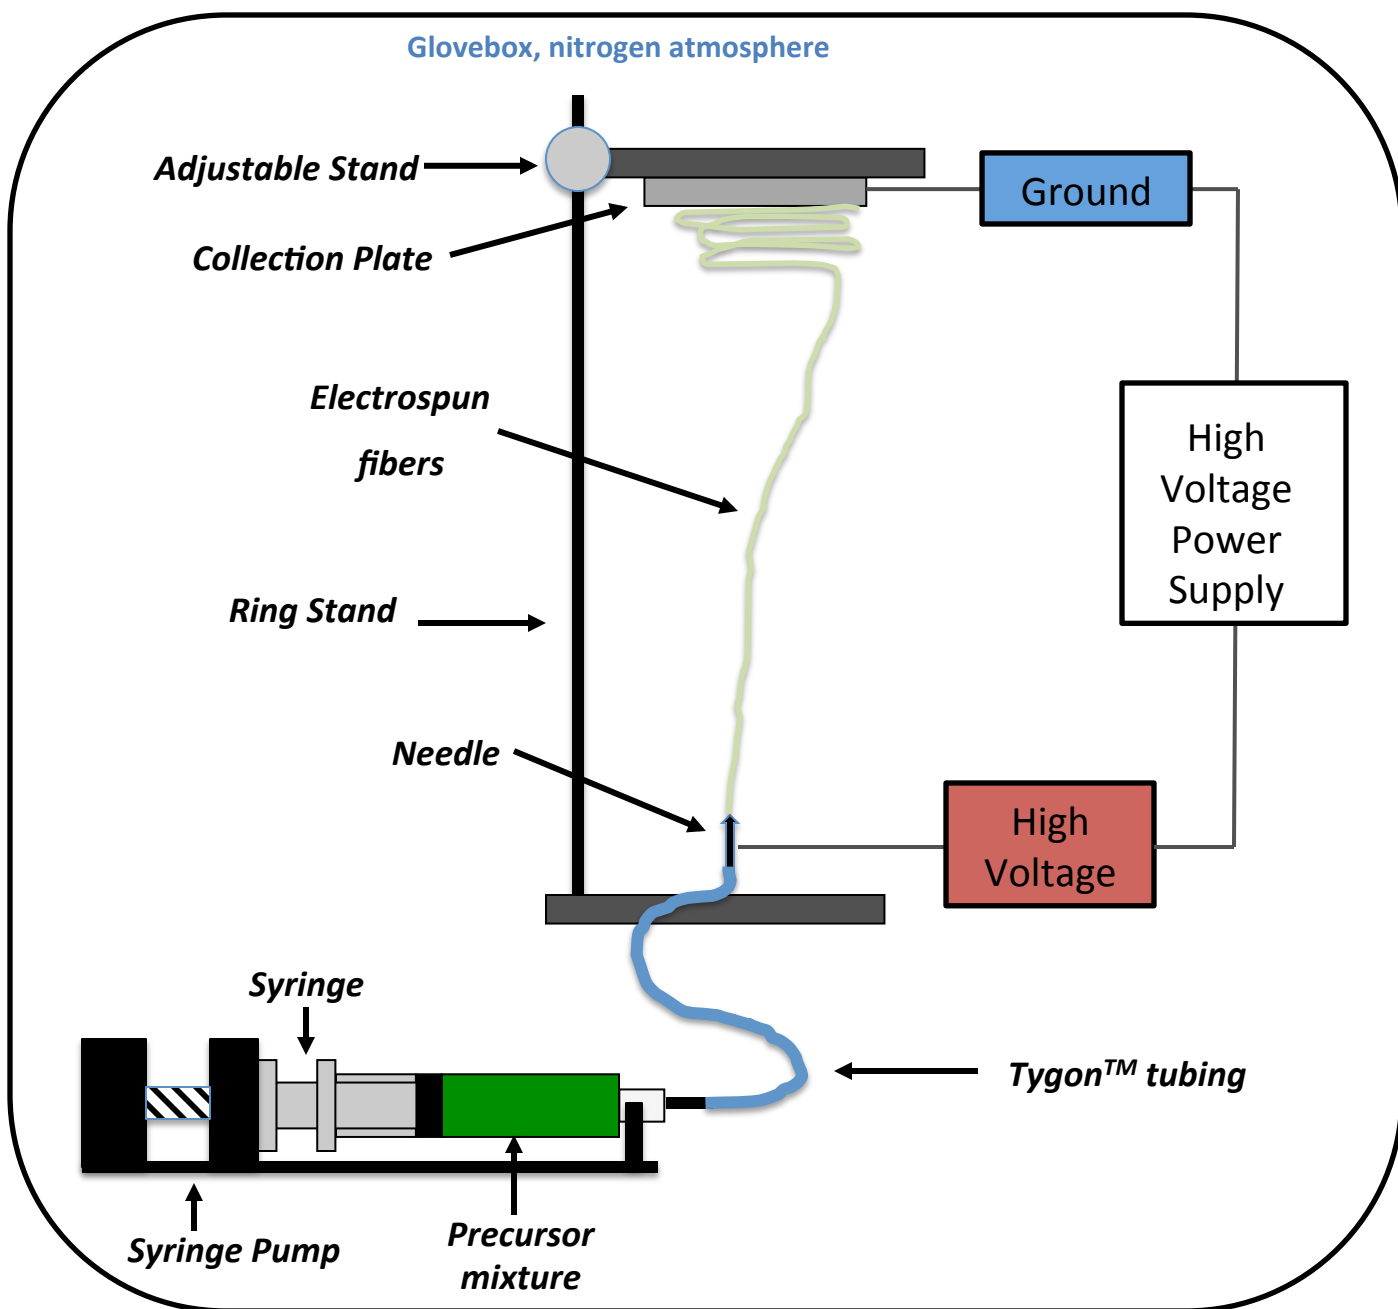 Glovebox, nitrogen atmosphere
Adjustable Stand
Ground
Collection Plate
Electrospun
fibers
High
Voltage
Power
Supply
Ring Stand
Needle
High
Voltage
Syringe
Tygon™ tubing
Syringe Pump
Precursor
mixture